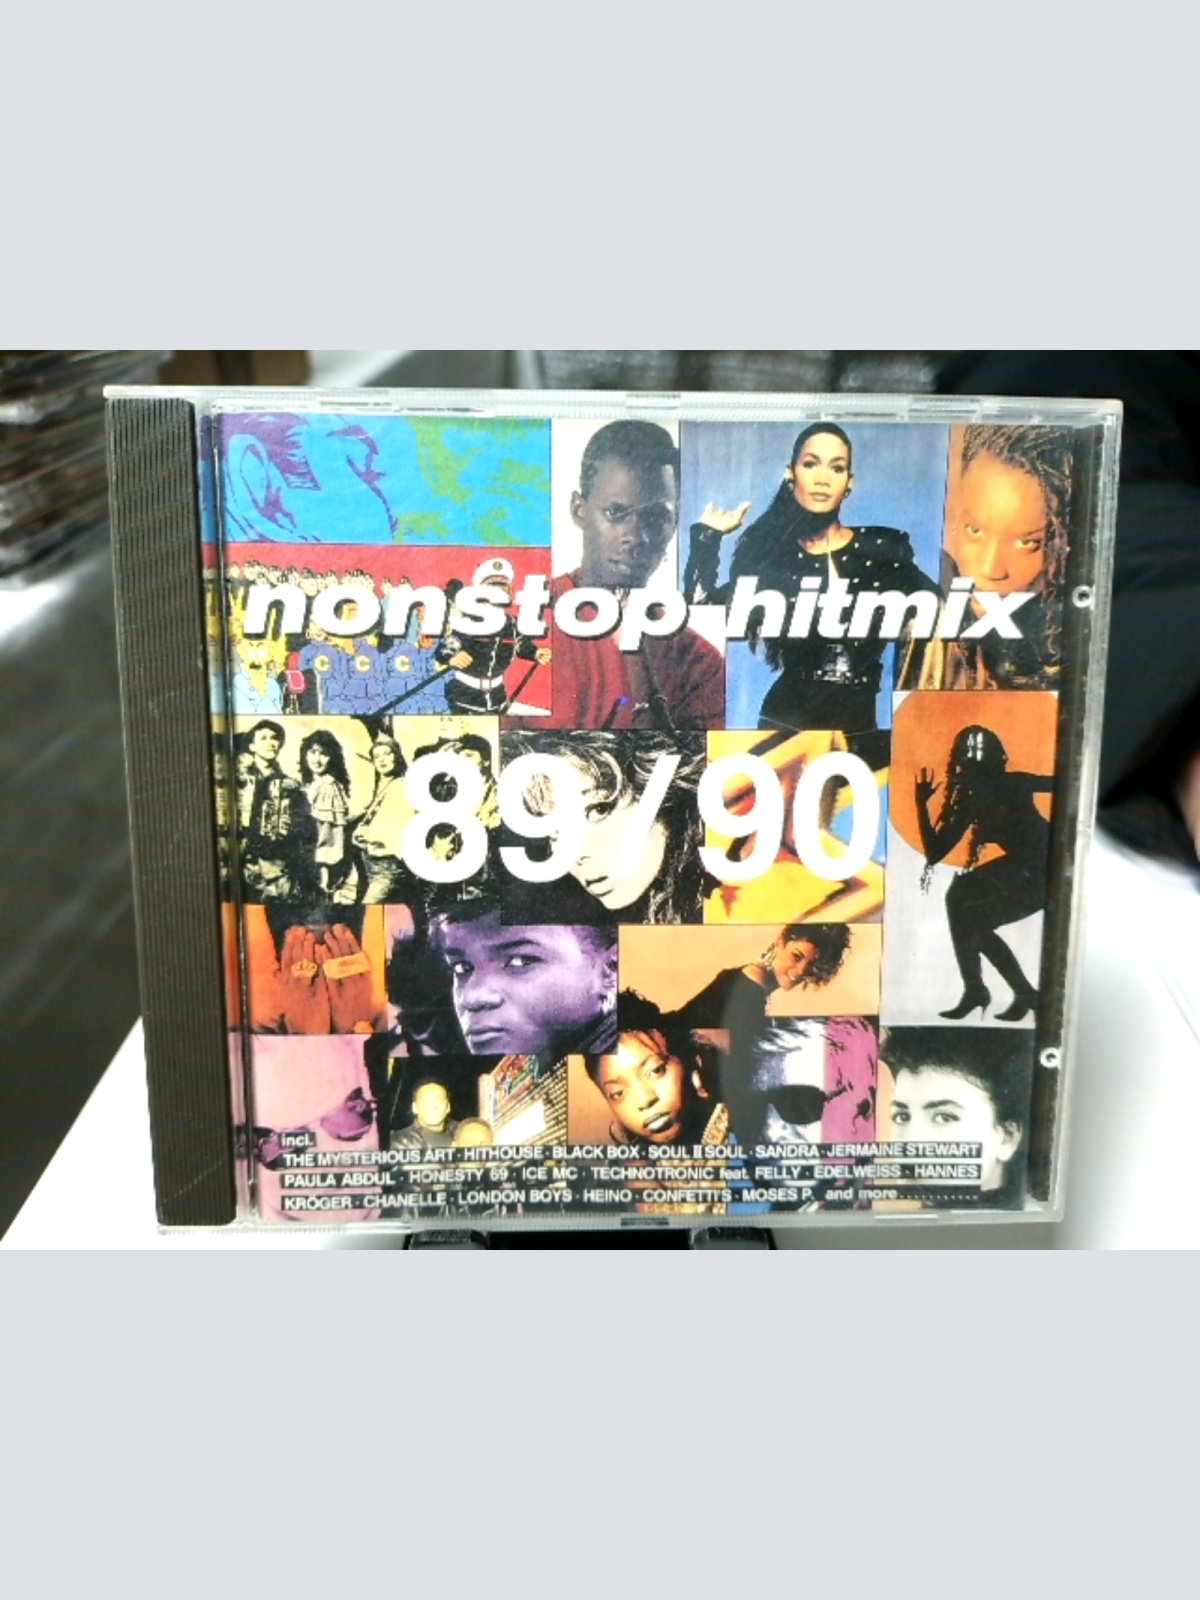 nonstop-hitmix
C C C
89/90
incl.
THE MYSTERIOUS ART · HITHOUSE · BLACK BOX · SOUL II SOUL · SANDRA · JERMAINE STEWART
PAULA ABDUL · HONESTY 69 · ICE MC · TECHNOTRONIC feat. FELLY · EDELWEISS · HANNES
KRÖGER · CHANELLE · LONDON BOYS · HEINO · CONFETTI'S · MOSES P. and more...........